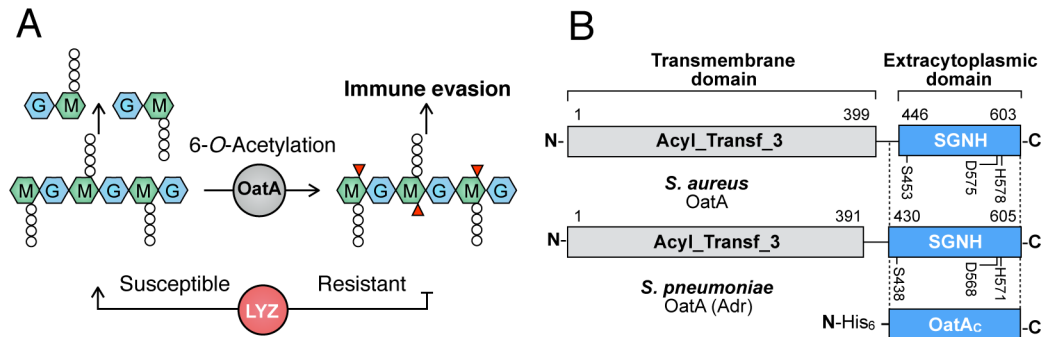 A
G M G M
Immune evasion
6-O-Acetylation
M G M G M G
OatA
M G M G M G
Susceptible
LYZ
Resistant
B
Transmembrane
domain
Extracytoplasmic
domain
1 399 446 603
N- Acyl_Transf_3 SGNH -C
S453 D575 H578
S. aureus
OatA
1 391 430 605
N- Acyl_Transf_3 SGNH -C
S438 D568 H571
S. pneumoniae
OatA (Adr)
N-His6 OatAC -C